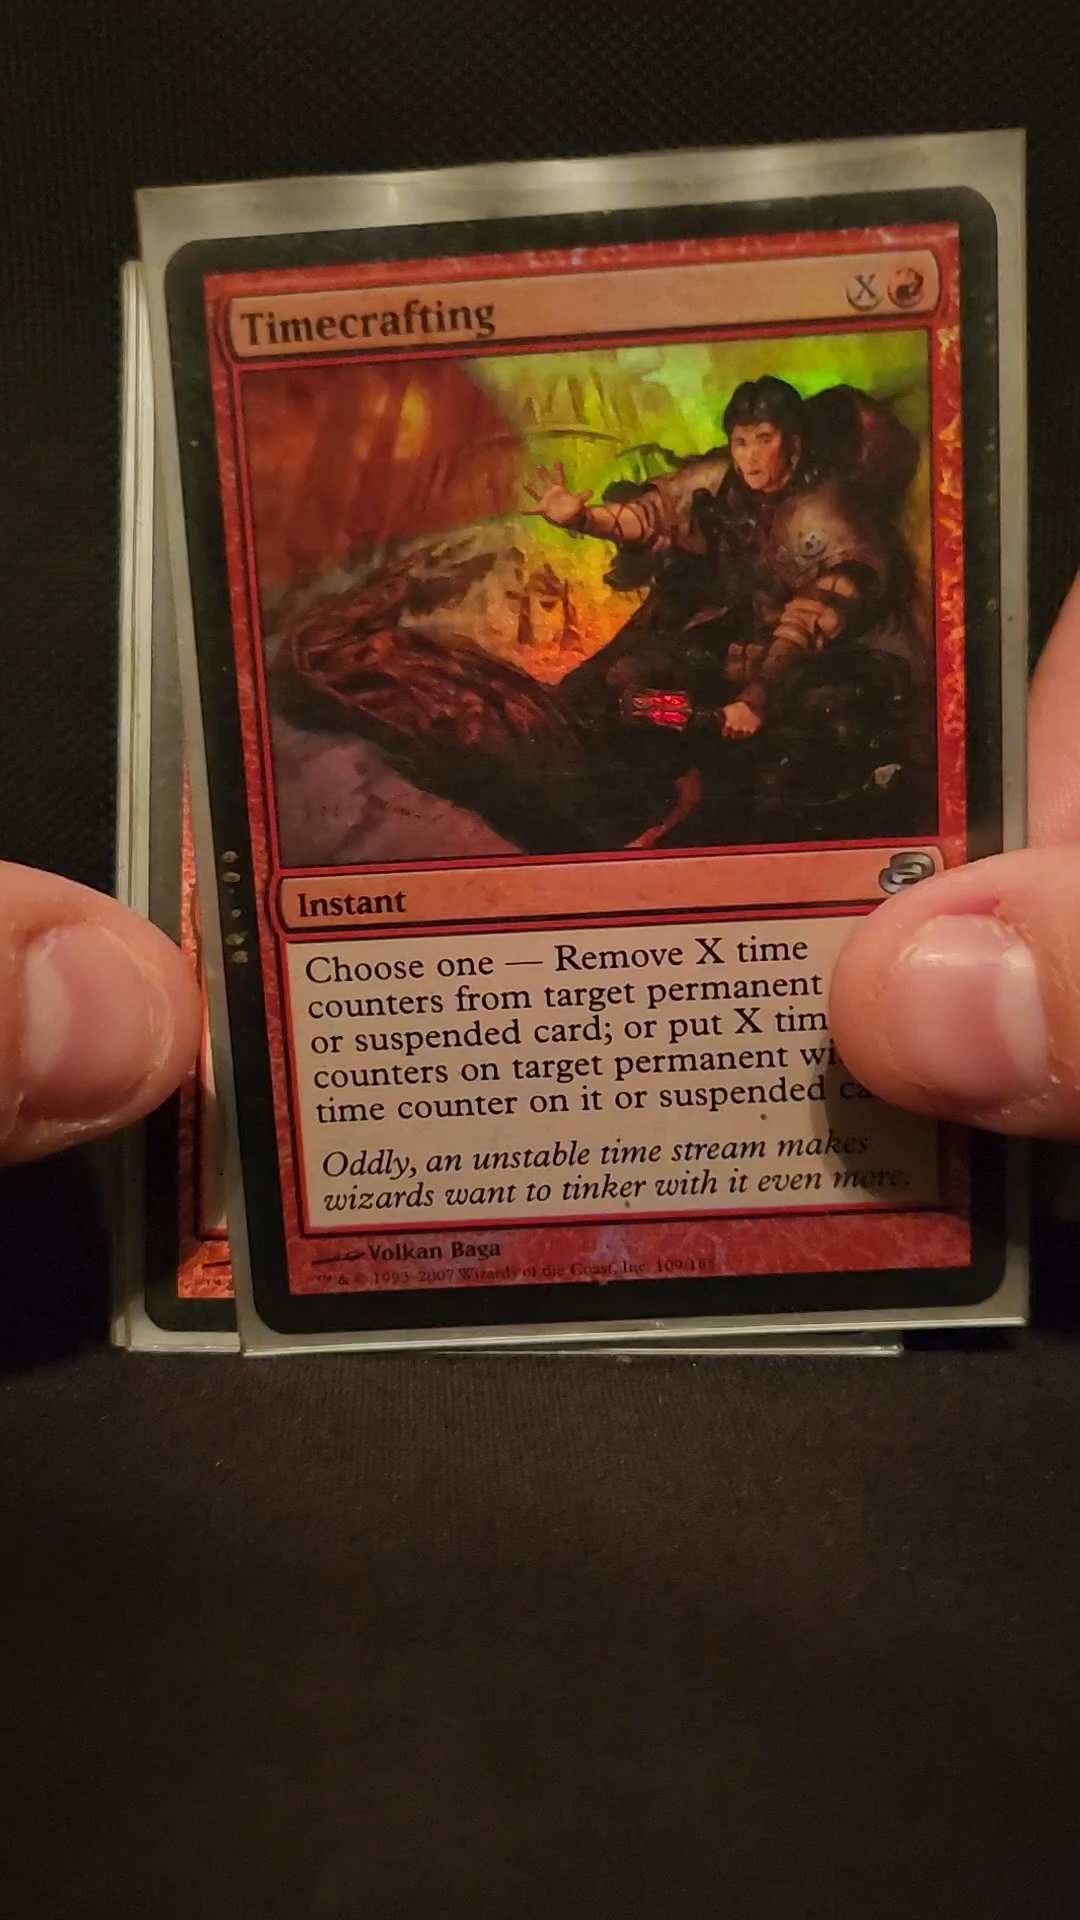 Timecrafting X
Instant
Choose one — Remove X time
counters from target permanent
or suspended card; or put X tim
counters on target permanent wi
time counter on it or suspended ca
Oddly, an unstable time stream makes
wizards want to tinker with it even more.
Volkan Baga
™ & © 1993-2007 Wizards of the Coast, Inc. 109/165